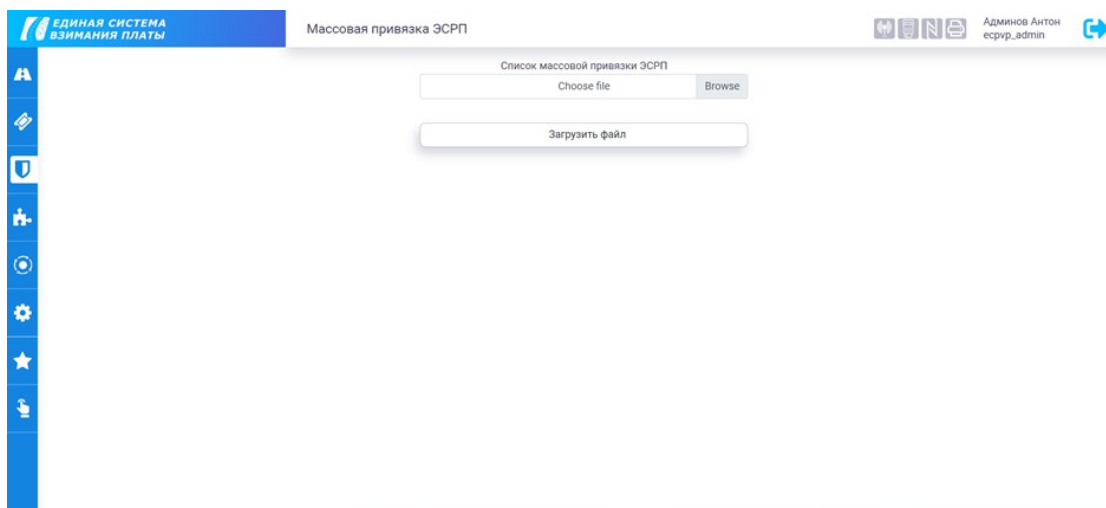 ЕДИНАЯ СИСТЕМА
ВЗИМАНИЯ ПЛАТЫ
Массовая привязка ЭСРП
Админов Антон
ecpvp_admin
Список массовой привязки ЭСРП
Choose file
Browse
Загрузить файл